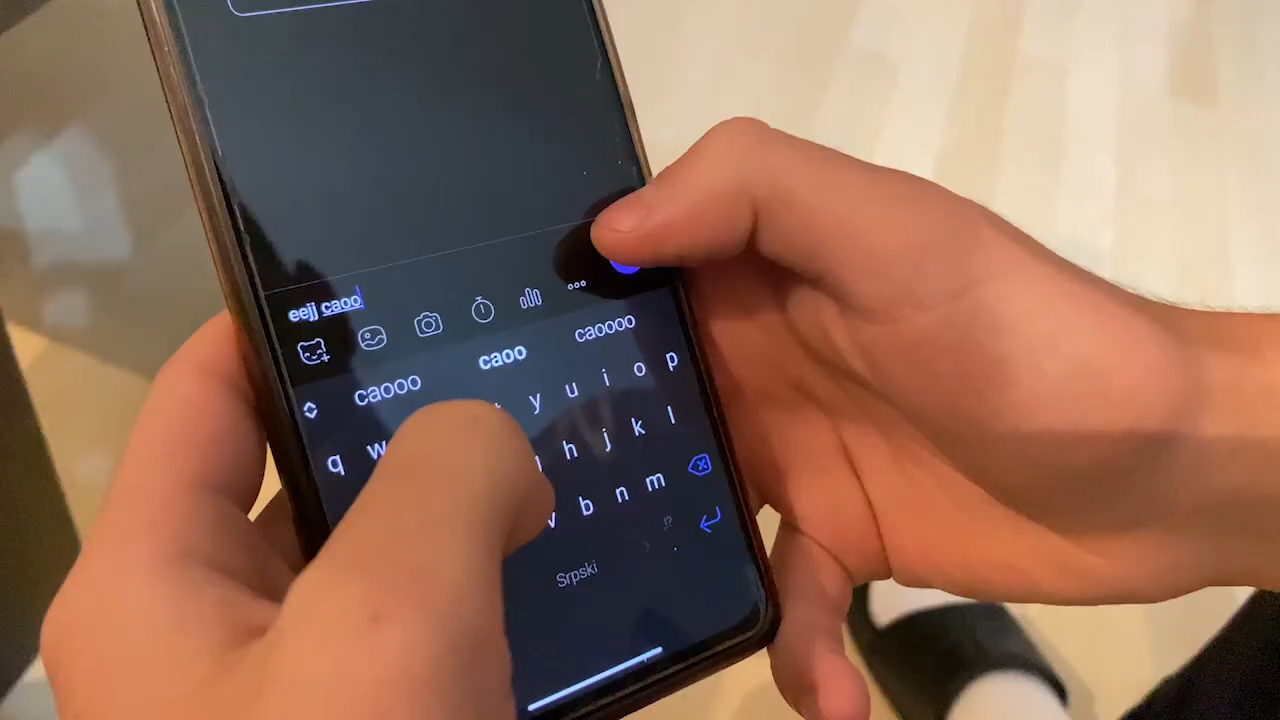 eejj caoo
caooo caoo caoooo
q w y u i o p
h j k l
v b n m
Srpski